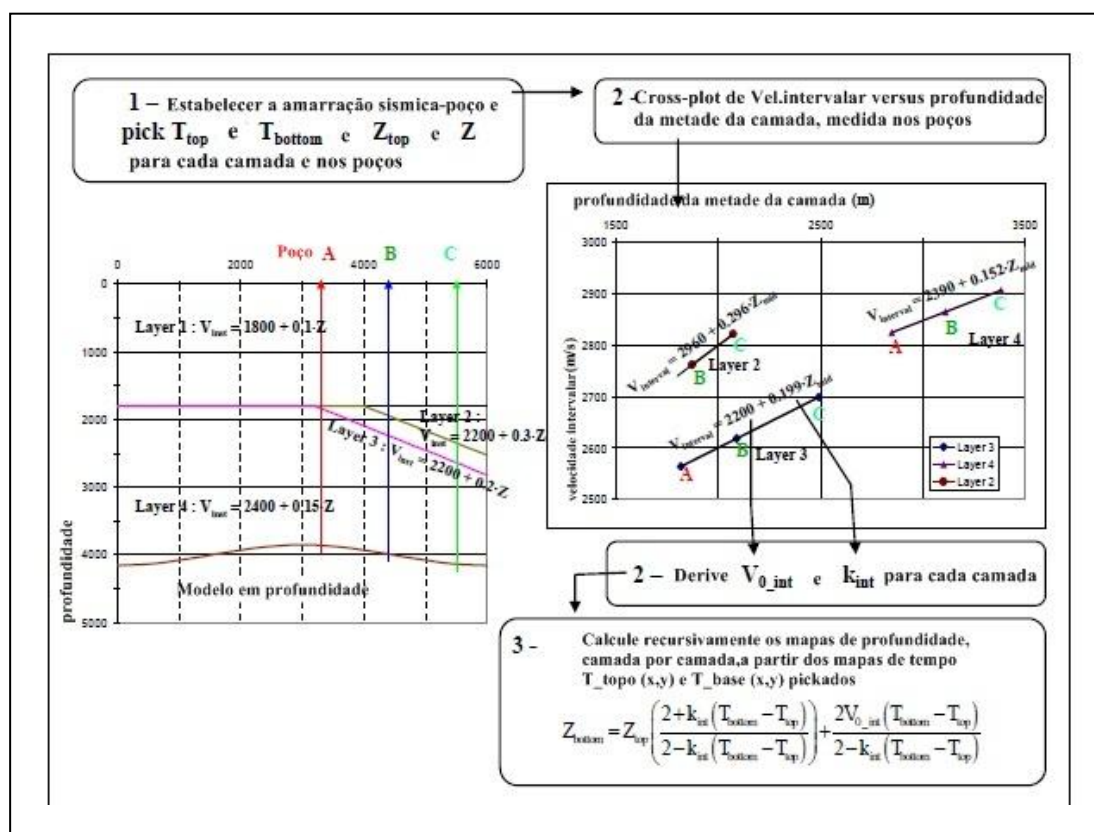 1 – Estabelecer a amarração sismica-poço e
pick T_top e T_bottom e Z_top e Z
para cada camada e nos poços
2 -Cross-plot de Vel.intervalar versus profundidade
da metade da camada, medida nos poços
Poço A B C
0 2000 4000 6000
0
1000
2000
3000
4000
5000
profundidade
Layer 1 : V_inst = 1800 + 0.1·Z
Layer 2 :
V_inst = 2200 + 0.3·Z
Layer 3 : V_inst = 2200 + 0.2·Z
Layer 4 : V_inst = 2400 + 0.15·Z
Modelo em profundidade
profundidade da metade da camada (m)
1500 2500 3500
3000
2900
2800
2700
2600
2500
velocidade intervalar(m/s)
V_interval = 2960 + 0.296·Z_mid
B
C
Layer 2
V_interval = 2390 + 0.152·Z_mid
A
B
C
Layer 4
V_interval = 2200 + 0.199·Z_mid
A
B
C
Layer 3
Layer 3
Layer 4
Layer 2
2 – Derive V_0_int e k_int para cada camada
3 - Calcule recursivamente os mapas de profundidade,
camada por camada,a partir dos mapas de tempo
T_topo (x,y) e T_base (x,y) pickados
Z_bottom = Z_top ( (2+k_int(T_bottom − T_top)) / (2−k_int(T_bottom − T_top)) ) + 2V_0_int(T_bottom − T_top) / (2−k_int(T_bottom − T_top))